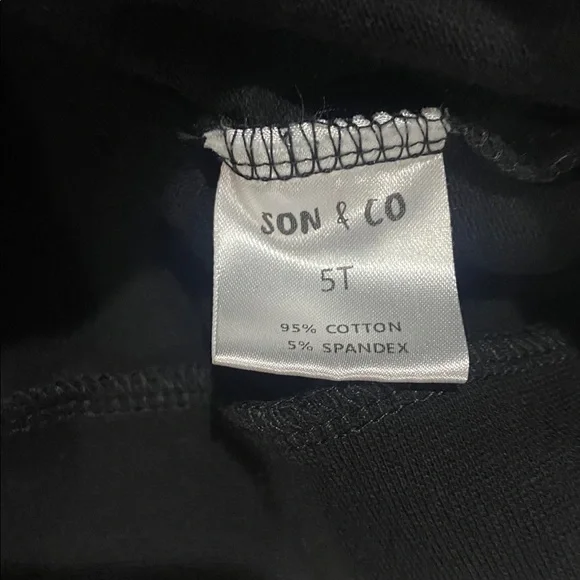 SON & CO
5T
95% COTTON
5% SPANDEX